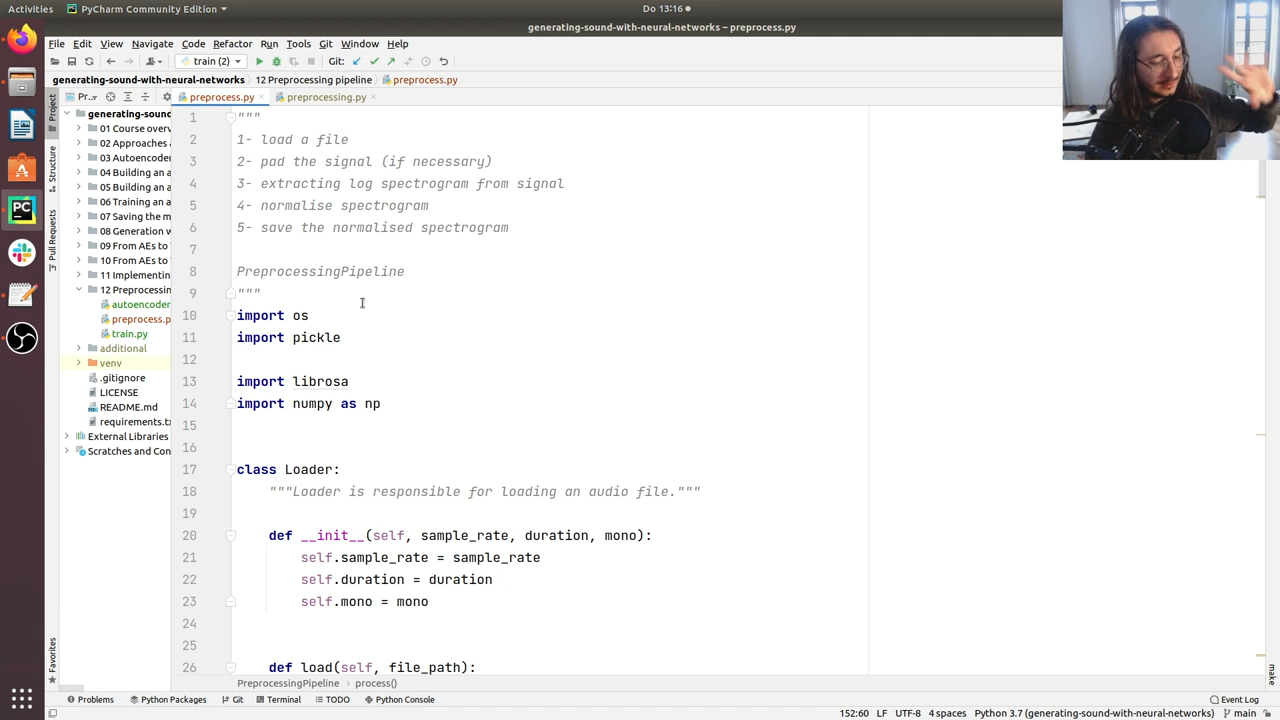 Activities
PyCharm Community Edition
Do 13:16
generating-sound-with-neural-networks – preprocess.py
File Edit View Navigate Code Refactor Run Tools Git Window Help
train (2)
Git:
generating-sound-with-neural-networks
12 Preprocessing pipeline
preprocess.py
Pr...
preprocess.py
preprocessing.py
Project
Structure
Pull Requests
Favorites
generating-soun
01 Course overv
02 Approaches
03 Autoencoder
04 Building an a
05 Building an a
06 Training an a
07 Saving the m
08 Generation w
09 From AEs to
10 From AEs to
11 Implementin
12 Preprocessin
autoencoder
preprocess.p
train.py
additional
venv
.gitignore
LICENSE
README.md
requirements.tx
External Libraries
Scratches and Con
1 """
2 1- load a file
3 2- pad the signal (if necessary)
4 3- extracting log spectrogram from signal
5 4- normalise spectrogram
6 5- save the normalised spectrogram
7
8 PreprocessingPipeline
9 """
10 import os
11 import pickle
12
13 import librosa
14 import numpy as np
15
16
17 class Loader:
18 """Loader is responsible for loading an audio file."""
19
20 def __init__(self, sample_rate, duration, mono):
21 self.sample_rate = sample_rate
22 self.duration = duration
23 self.mono = mono
24
25
26 def load(self, file_path):
make
PreprocessingPipeline › process()
Problems
Python Packages
Git
Terminal
TODO
Python Console
Event Log
152:60 LF UTF-8 4 spaces Python 3.7 (generating-sound-with-neural-networks) main